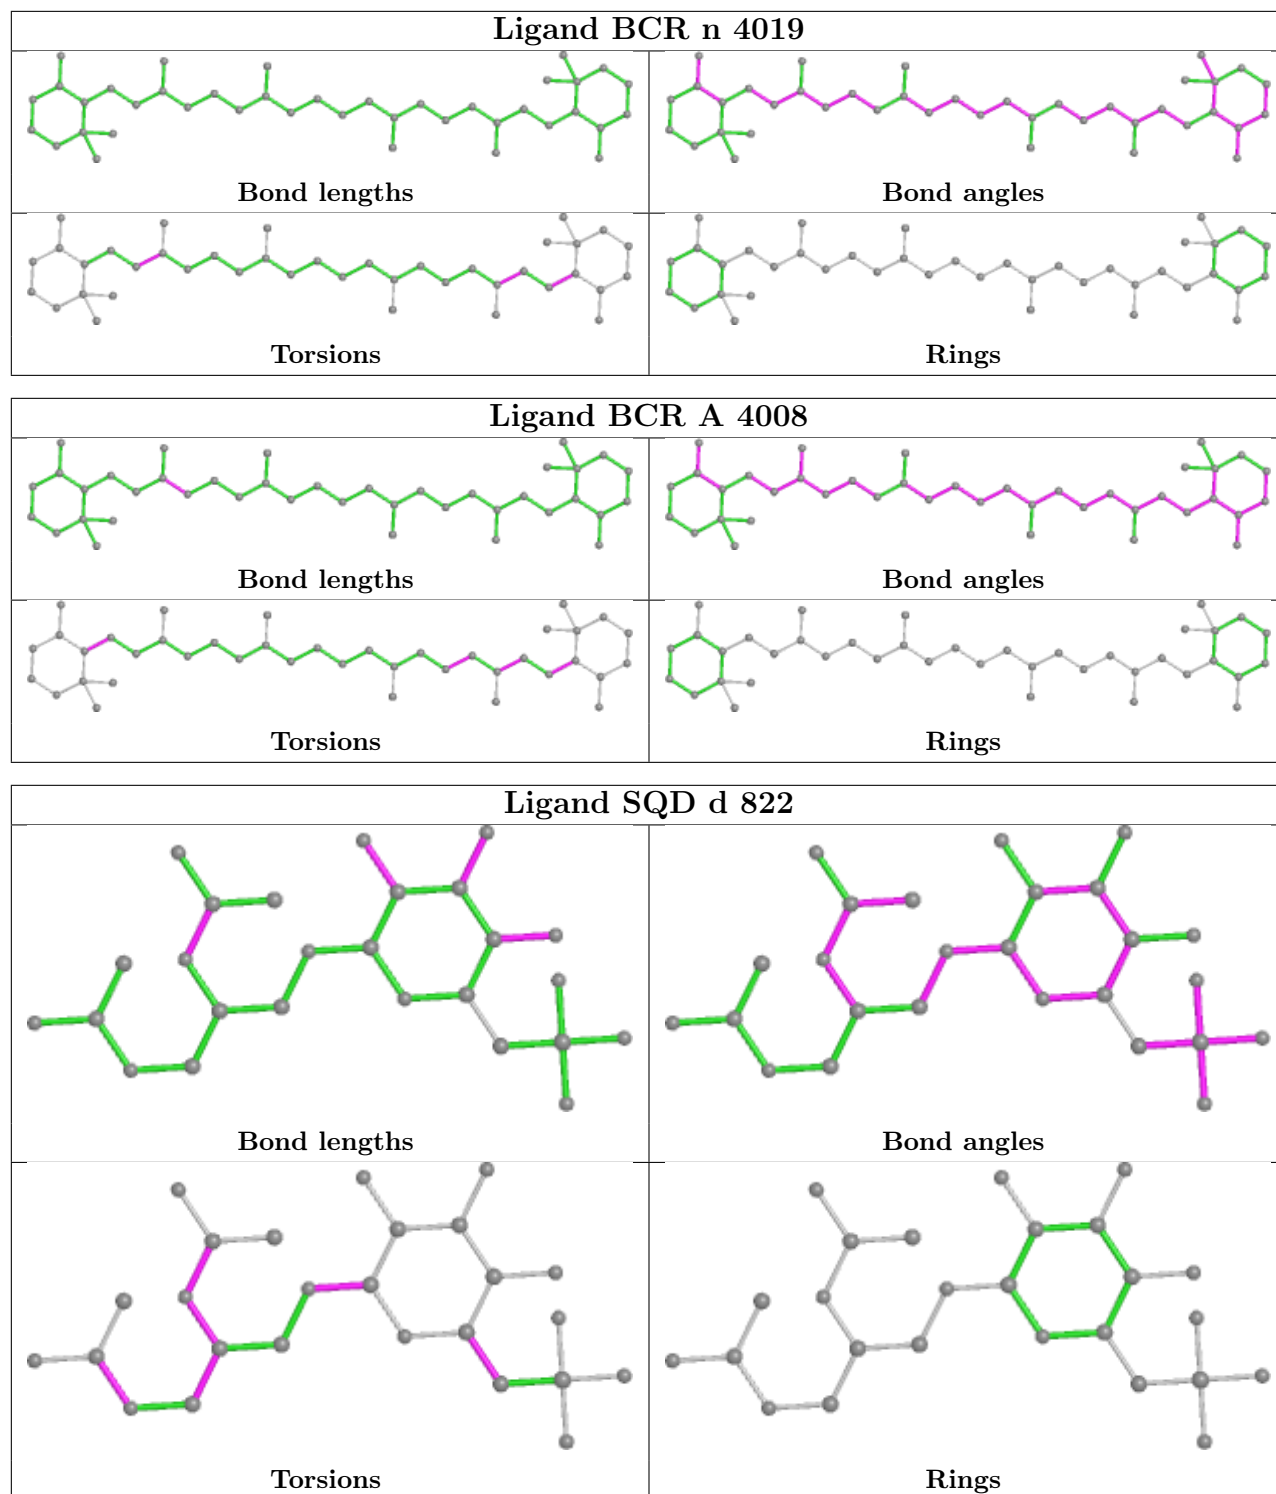 Ligand BCR n 4019
Bond lengths
Bond angles
Torsions
Rings
Ligand BCR A 4008
Bond lengths
Bond angles
Torsions
Rings
Ligand SQD d 822
Bond lengths
Bond angles
Torsions
Rings